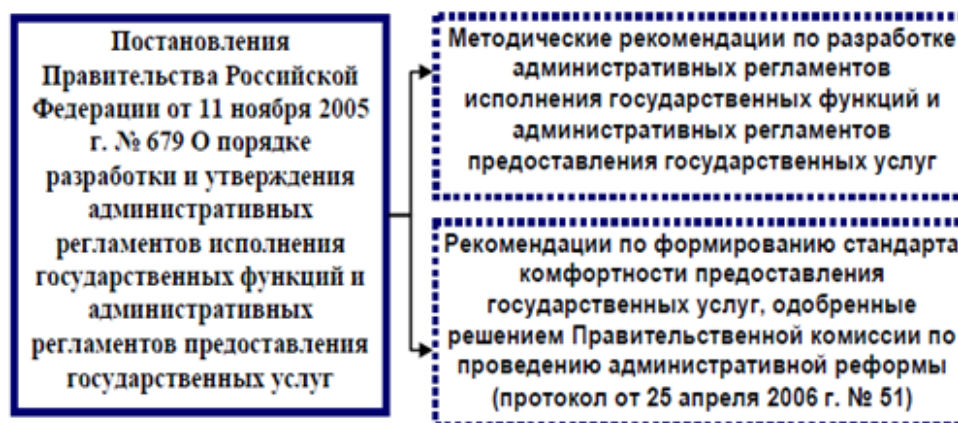 Постановления
Правительства Российской
Федерации от 11 ноября 2005
г. № 679 О порядке
разработки и утверждения
административных
регламентов исполнения
государственных функций и
административных
регламентов предоставления
государственных услуг
Методические рекомендации по разработке
административных регламентов
исполнения государственных функций и
административных регламентов
предоставления государственных услуг
Рекомендации по формированию стандарта
комфортности предоставления
государственных услуг, одобренные
решением Правительственной комиссии по
проведению административной реформы
(протокол от 25 апреля 2006 г. № 51)